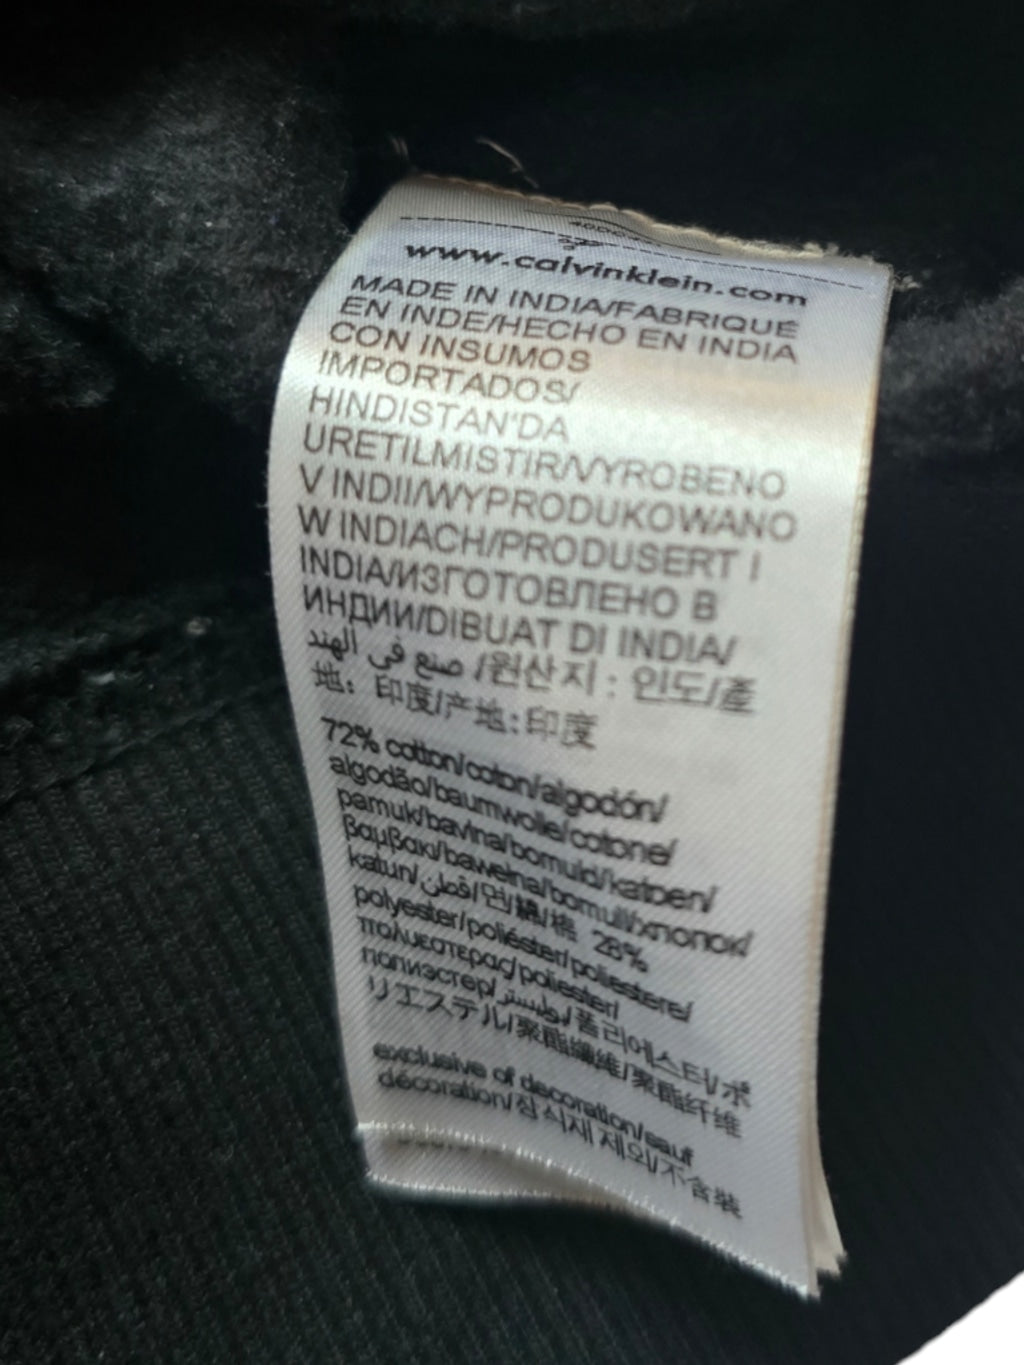 www.calvinklein.com
MADE IN INDIA/FABRIQUÉ
EN INDE/HECHO EN INDIA
CON INSUMOS
IMPORTADOS/
HINDISTAN'DA
URETILMISTIR/VYROBENO
V INDII/WYPRODUKOWANO
W INDIACH/PRODUSERT I
INDIA/ИЗГОТОВЛЕНО В
ИНДИИ/DIBUAT DI INDIA/
صنع في الهند/원산지 : 인도/產
地: 印度/产地:印度
72% cotton/coton/algodón/
algodão/baumwolle/cotone/
pamuk/bavlna/bomuld/katoen/
βαμβακι/bawełna/bomull/хлопок/
katun/قطن/면/綿/棉 28%
polyester/poliéster/poliestere/
πολυεστερας/poliester/
полиэстер/بوليستر/폴리에스터/ポ
リエステル/聚酯纖維/聚酯纤维
exclusive of decoration/sauf
décoration/장식재 제외/不含裝